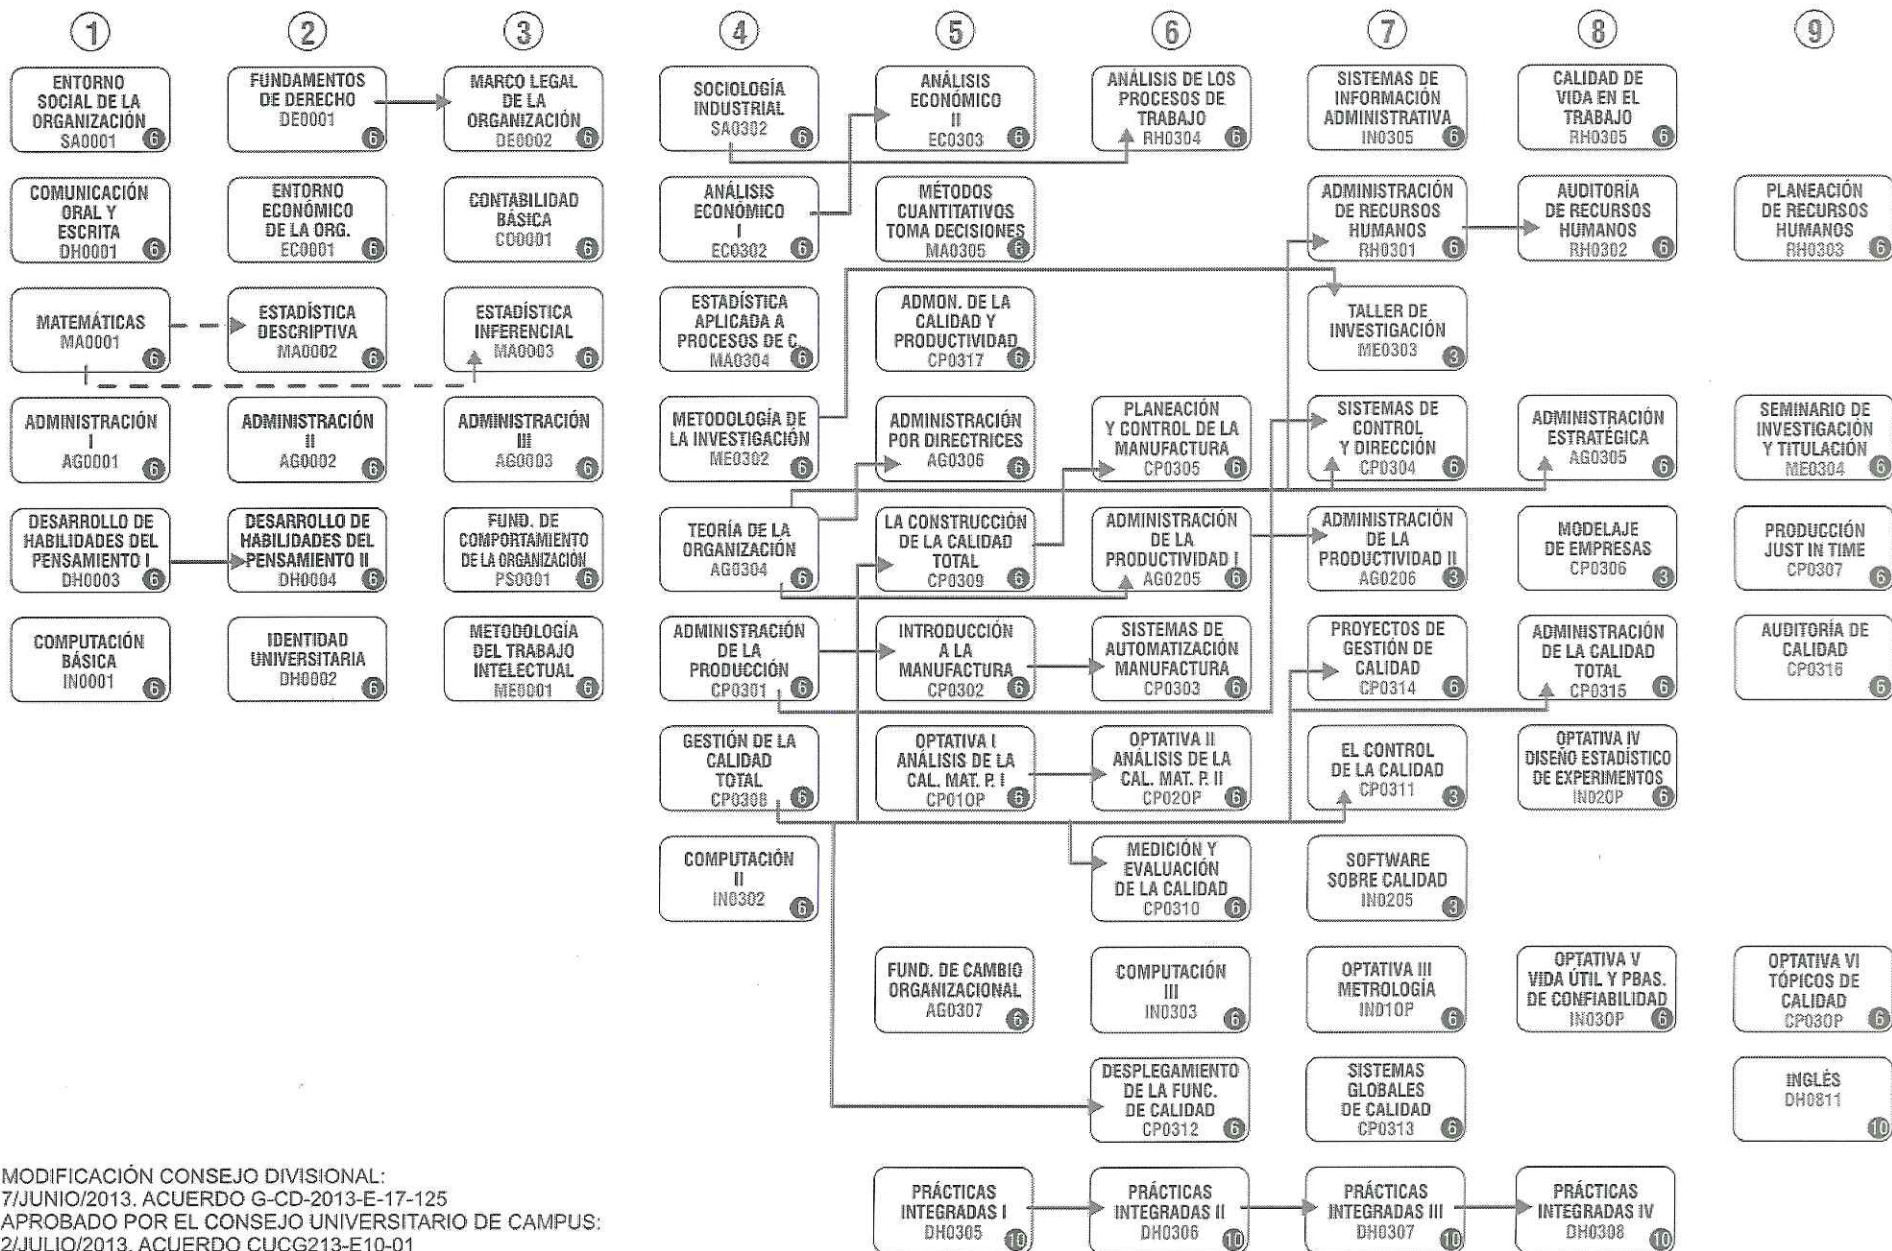 1
2
3
4
5
6
7
8
9
ENTORNO
SOCIAL DE LA
ORGANIZACIÓN
SA0001
6
FUNDAMENTOS
DE DERECHO
DE0001
6
MARCO LEGAL
DE LA
ORGANIZACIÓN
DE0002
6
SOCIOLOGÍA
INDUSTRIAL
SA0302
6
ANÁLISIS
ECONÓMICO
II
EC0303
6
ANÁLISIS DE LOS
PROCESOS DE
TRABAJO
RH0304
6
SISTEMAS DE
INFORMACIÓN
ADMINISTRATIVA
IN0305
6
CALIDAD DE
VIDA EN EL
TRABAJO
RH0305
6
COMUNICACIÓN
ORAL Y
ESCRITA
DH0001
6
ENTORNO
ECONÓMICO
DE LA ORG.
EC0001
6
CONTABILIDAD
BÁSICA
CO0001
6
ANÁLISIS
ECONÓMICO
I
EC0302
6
MÉTODOS
CUANTITATIVOS
TOMA DECISIONES
MA0305
6
ADMINISTRACIÓN
DE RECURSOS
HUMANOS
RH0301
6
AUDITORÍA
DE RECURSOS
HUMANOS
RH0302
6
PLANEACIÓN
DE RECURSOS
HUMANOS
RH0303
6
MATEMÁTICAS
MA0001
6
ESTADÍSTICA
DESCRIPTIVA
MA0002
6
ESTADÍSTICA
INFERENCIAL
MA0003
6
ESTADÍSTICA
APLICADA A
PROCESOS DE C.
MA0304
6
ADMON. DE LA
CALIDAD Y
PRODUCTIVIDAD
CP0317
6
TALLER DE
INVESTIGACIÓN
ME0303
3
ADMINISTRACIÓN
I
AG0001
6
ADMINISTRACIÓN
II
AG0002
6
ADMINISTRACIÓN
III
AG0003
6
METODOLOGÍA DE
LA INVESTIGACIÓN
ME0302
6
ADMINISTRACIÓN
POR DIRECTRICES
AG0306
6
PLANEACIÓN
Y CONTROL DE LA
MANUFACTURA
CP0305
6
SISTEMAS DE
CONTROL
Y DIRECCIÓN
CP0304
6
ADMINISTRACIÓN
ESTRATÉGICA
AG0305
6
SEMINARIO DE
INVESTIGACIÓN
Y TITULACIÓN
ME0304
6
DESARROLLO DE
HABILIDADES DEL
PENSAMIENTO I
DH0003
6
DESARROLLO DE
HABILIDADES DEL
PENSAMIENTO II
DH0004
6
FUND. DE
COMPORTAMIENTO
DE LA ORGANIZACIÓN
PS0001
6
TEORÍA DE LA
ORGANIZACIÓN
AG0304
6
LA CONSTRUCCIÓN
DE LA CALIDAD
TOTAL
CP0309
6
ADMINISTRACIÓN
DE LA
PRODUCTIVIDAD I
AG0205
6
ADMINISTRACIÓN
DE LA
PRODUCTIVIDAD II
AG0206
3
MODELAJE
DE EMPRESAS
CP0306
3
PRODUCCIÓN
JUST IN TIME
CP0307
6
COMPUTACIÓN
BÁSICA
IN0001
6
IDENTIDAD
UNIVERSITARIA
DH0002
6
METODOLOGÍA
DEL TRABAJO
INTELECTUAL
ME0001
6
ADMINISTRACIÓN
DE LA
PRODUCCIÓN
CP0301
6
INTRODUCCIÓN
A LA
MANUFACTURA
CP0302
6
SISTEMAS DE
AUTOMATIZACIÓN
MANUFACTURA
CP0303
6
PROYECTOS DE
GESTIÓN DE
CALIDAD
CP0314
6
ADMINISTRACIÓN
DE LA CALIDAD
TOTAL
CP0315
6
AUDITORÍA DE
CALIDAD
CP0316
6
GESTIÓN DE LA
CALIDAD
TOTAL
CP0308
6
OPTATIVA I
ANÁLISIS DE LA
CAL. MAT. P. I
CP01OP
6
OPTATIVA II
ANÁLISIS DE LA
CAL. MAT. P. II
CP02OP
6
EL CONTROL
DE LA CALIDAD
CP0311
3
OPTATIVA IV
DISEÑO ESTADÍSTICO
DE EXPERIMENTOS
IN02OP
6
COMPUTACIÓN
II
IN0302
6
MEDICIÓN Y
EVALUACIÓN
DE LA CALIDAD
CP0310
6
SOFTWARE
SOBRE CALIDAD
IN0205
3
FUND. DE CAMBIO
ORGANIZACIONAL
AG0307
6
COMPUTACIÓN
III
IN0303
6
OPTATIVA III
METROLOGÍA
IN01OP
6
OPTATIVA V
VIDA ÚTIL Y PBAS.
DE CONFIABILIDAD
IN03OP
6
OPTATIVA VI
TÓPICOS DE
CALIDAD
CP03OP
6
DESPLEGAMIENTO
DE LA FUNC.
DE CALIDAD
CP0312
6
SISTEMAS
GLOBALES
DE CALIDAD
CP0313
6
INGLÉS
DH0811
10
PRÁCTICAS
INTEGRADAS I
DH0305
10
PRÁCTICAS
INTEGRADAS II
DH0306
10
PRÁCTICAS
INTEGRADAS III
DH0307
10
PRÁCTICAS
INTEGRADAS IV
DH0308
10
MODIFICACIÓN CONSEJO DIVISIONAL:
7/JUNIO/2013. ACUERDO G-CD-2013-E-17-125
APROBADO POR EL CONSEJO UNIVERSITARIO DE CAMPUS:
2/JULIO/2013. ACUERDO CUCG213-E10-01